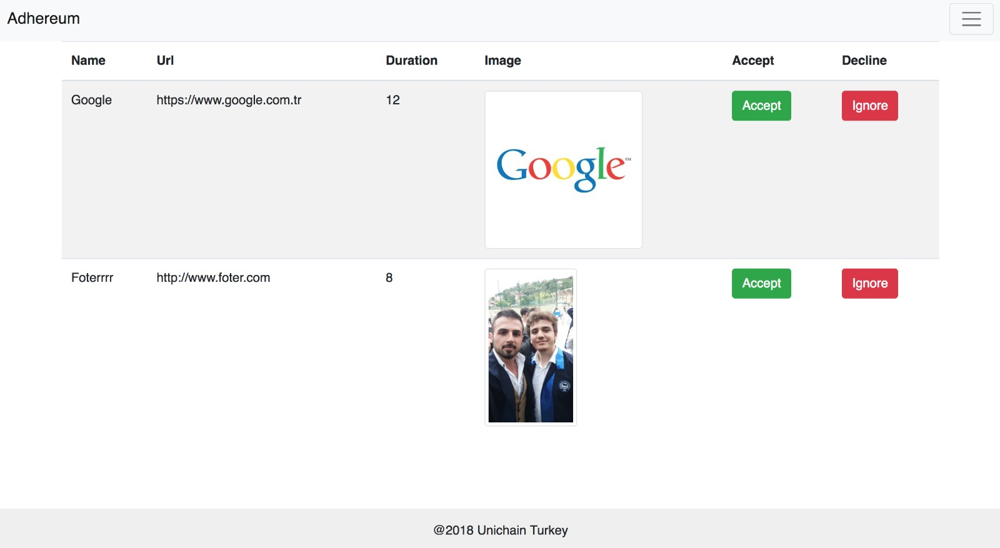 Adhereum
Name Url Duration Image Accept Decline
Google https://www.google.com.tr 12 Accept Ignore
Google™
Foterrrr http://www.foter.com 8 Accept Ignore
@2018 Unichain Turkey